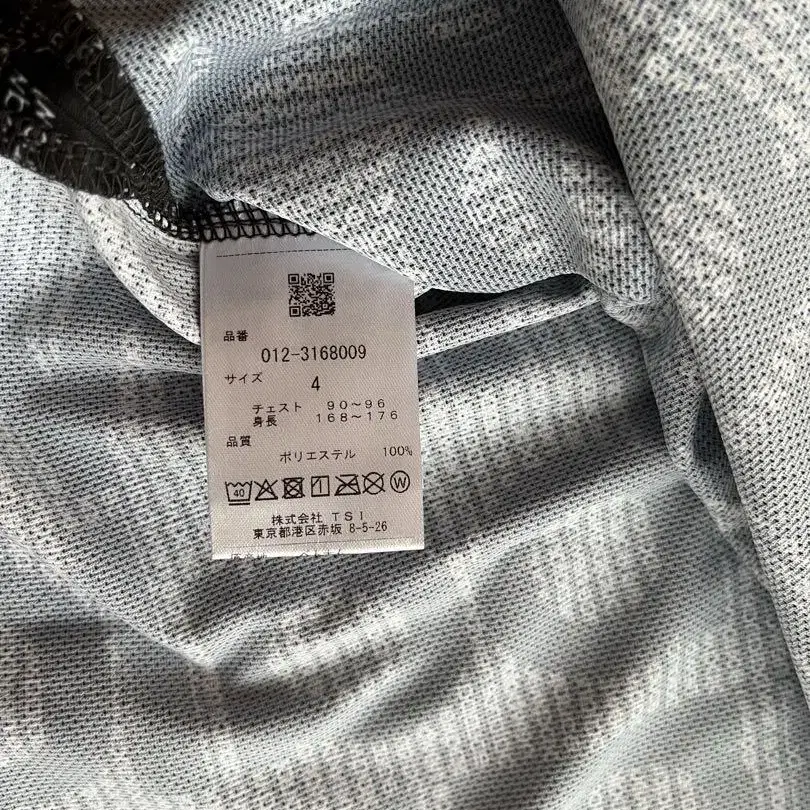 品番
012-3168009
サイズ 4
チェスト 90~96
身長 168~176
品質
ポリエステル 100%
40 W
株式会社 TSI
東京都港区赤坂 8-5-26